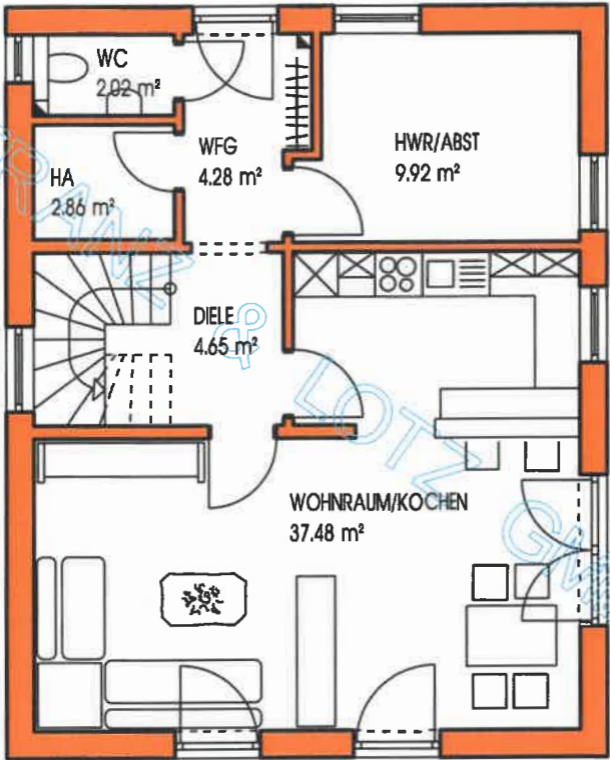 WC
2.02 m²
WFG
4.28 m²
HWR/ABST
9.92 m²
HA
2.86 m²
DIELE
4.65 m²
WOHNRAUM/KOCHEN
37.48 m²
& LOTZ